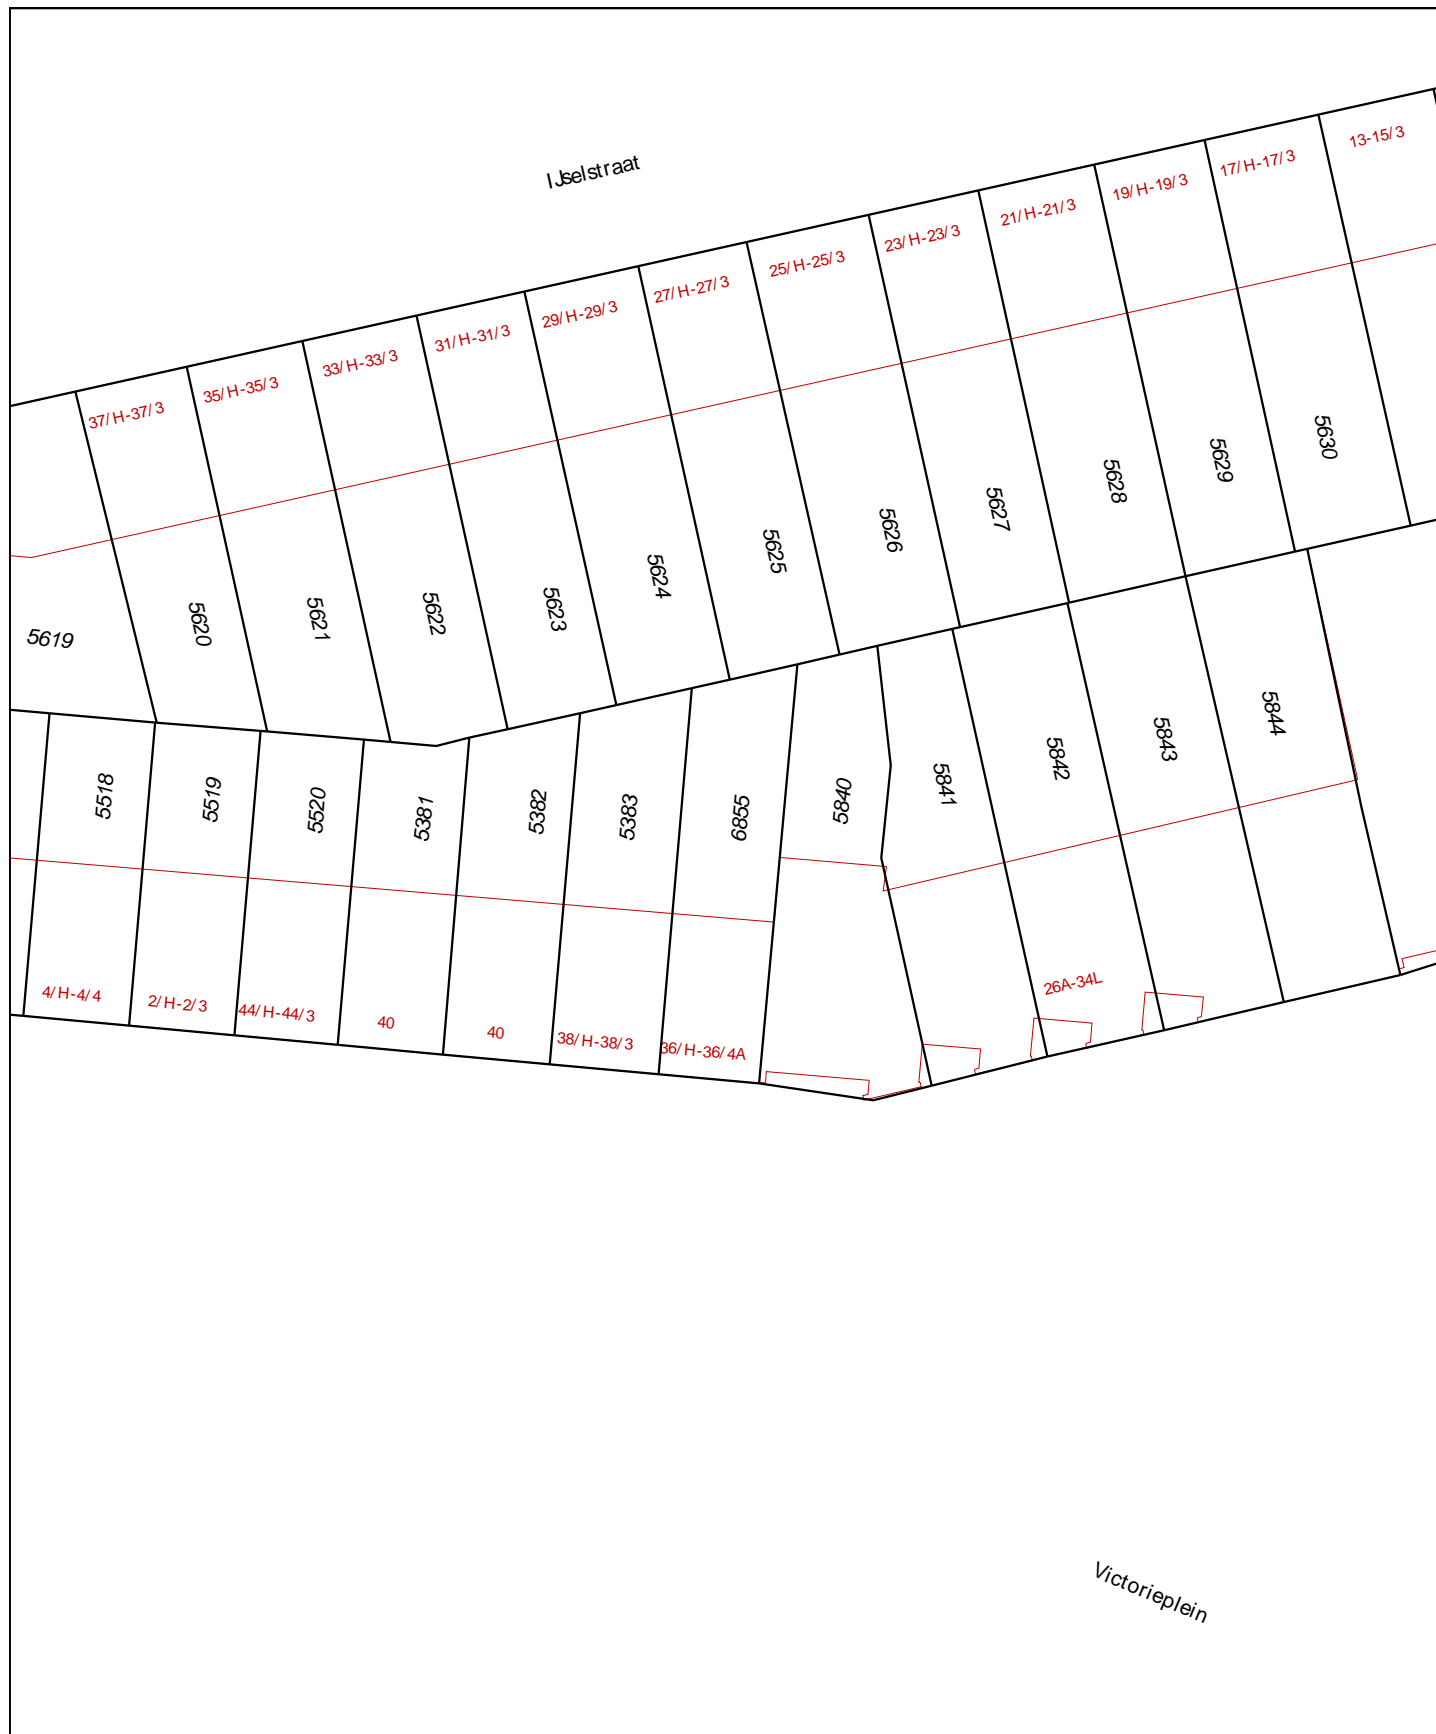 IJselstraat
13-15/3
17/H-17/3
19/H-19/3
21/H-21/3
23/H-23/3
25/H-25/3
27/H-27/3
29/H-29/3
31/H-31/3
33/H-33/3
35/H-35/3
37/H-37/3
5619
5620
5621
5622
5623
5624
5625
5626
5627
5628
5629
5630
5518
5519
5520
5381
5382
5383
6855
5840
5841
5842
5843
5844
4/H-4/4
2/H-2/3
44/H-44/3
40
40
38/H-38/3
36/H-36/4A
26A-34L
Victorieplein